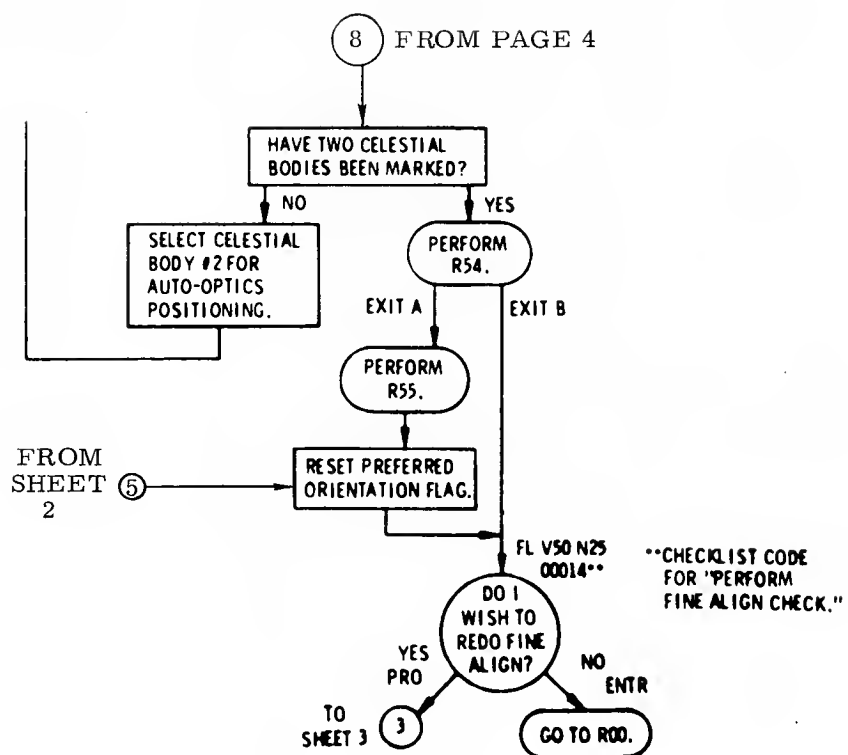 8 FROM PAGE 4
HAVE TWO CELESTIAL
BODIES BEEN MARKED?
NO
YES
SELECT CELESTIAL
BODY #2 FOR
AUTO-OPTICS
POSITIONING.
PERFORM
R54.
EXIT A
EXIT B
PERFORM
R55.
FROM
SHEET 5
2
RESET PREFERRED
ORIENTATION FLAG.
FL V50 N25
00014**
**CHECKLIST CODE
FOR "PERFORM
FINE ALIGN CHECK."
DO I
WISH TO
REDO FINE
ALIGN?
YES
PRO
NO
ENTR
TO
SHEET 3
3
GO TO R00.